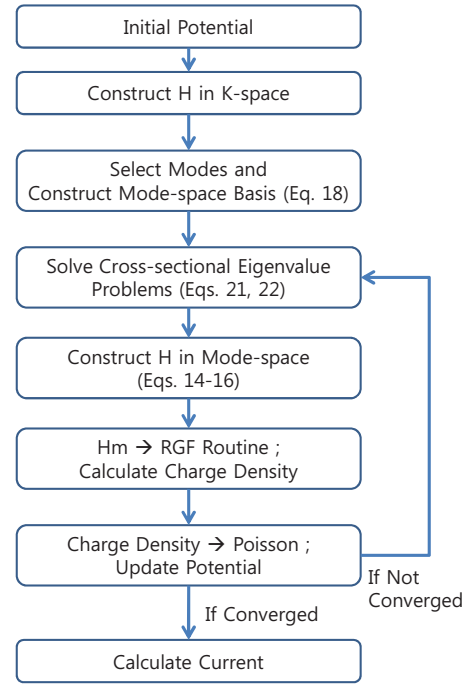 Initial Potential
Construct H in K-space
Select Modes and
Construct Mode-space Basis (Eq. 18)
Solve Cross-sectional Eigenvalue
Problems (Eqs. 21, 22)
Construct H in Mode-space
(Eqs. 14-16)
Hm → RGF Routine ;
Calculate Charge Density
Charge Density → Poisson ;
Update Potential
If Not
Converged
If Converged
Calculate Current